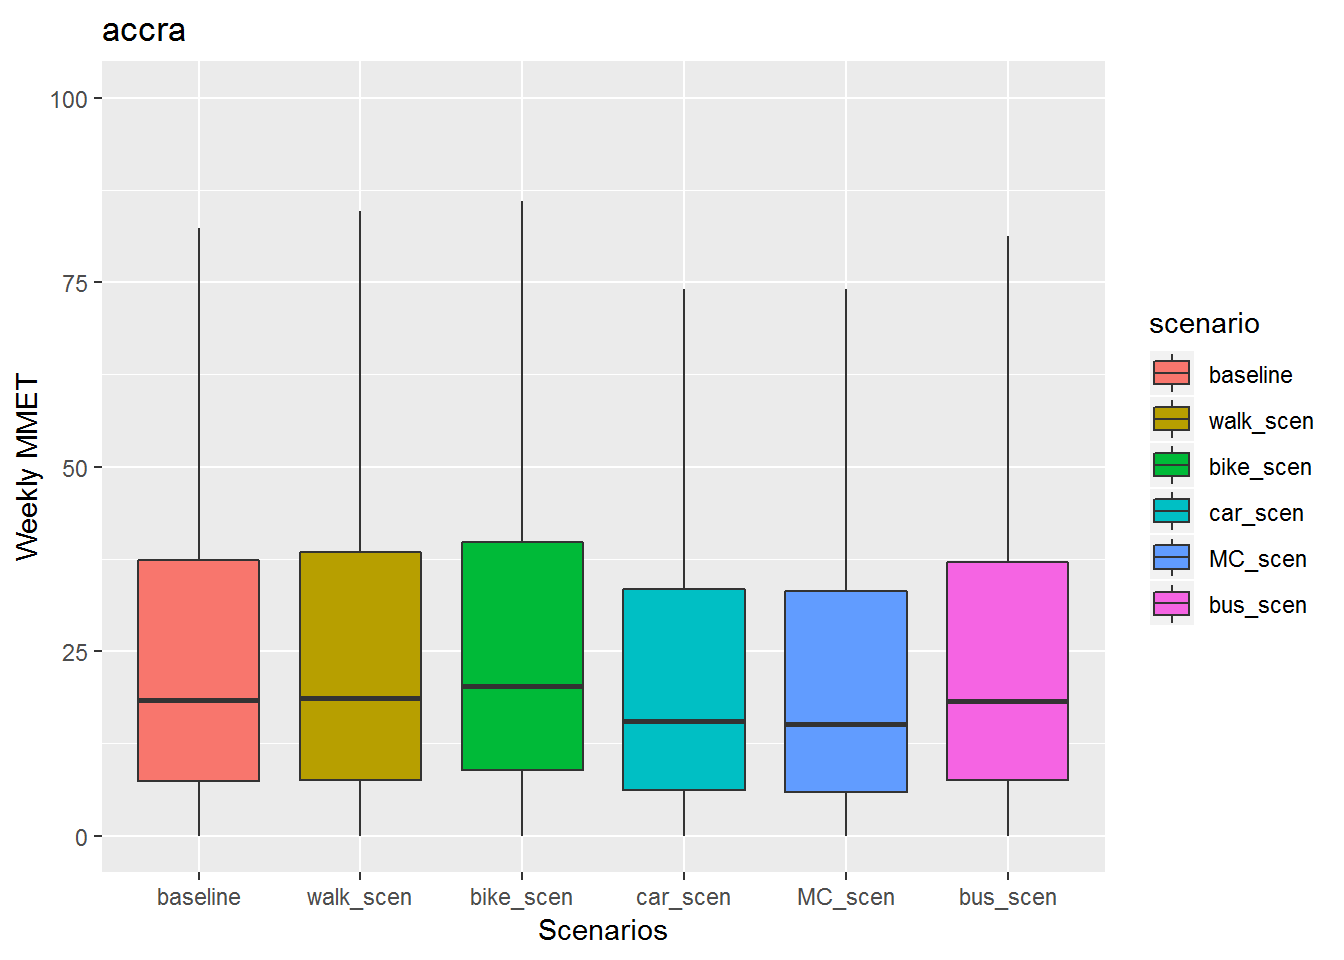 accra
100
75
50
25
0
Weekly MMET
baseline
walk_scen
bike_scen
car_scen
MC_scen
bus_scen
Scenarios
scenario
baseline
walk_scen
bike_scen
car_scen
MC_scen
bus_scen